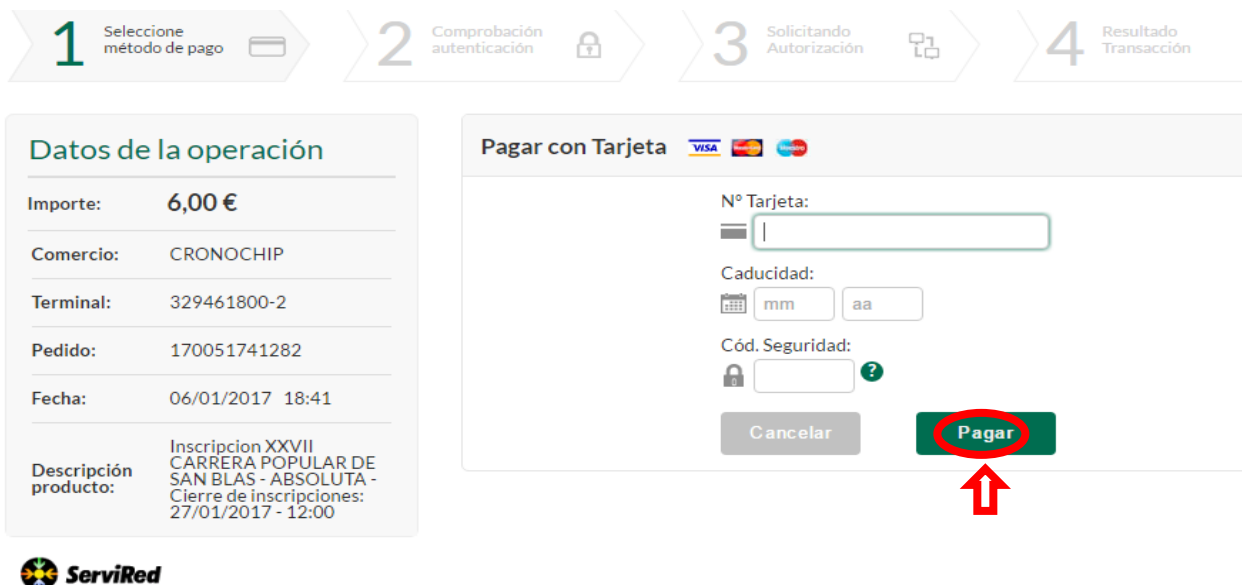 1 Seleccione
método de pago
2 Comprobación
autenticación
3 Solicitando
Autorización
4 Resultado
Transacción
Datos de la operación
Importe: 6,00 €
Comercio: CRONOCHIP
Terminal: 329461800-2
Pedido: 170051741282
Fecha: 06/01/2017 18:41
Descripción producto:
Inscripcion XXVII
CARRERA POPULAR DE
SAN BLAS - ABSOLUTA -
Cierre de inscripciones:
27/01/2017 - 12:00
ServiRed
Pagar con Tarjeta VISA
Nº Tarjeta:
Caducidad:
mm aa
Cód. Seguridad:
?
Cancelar Pagar